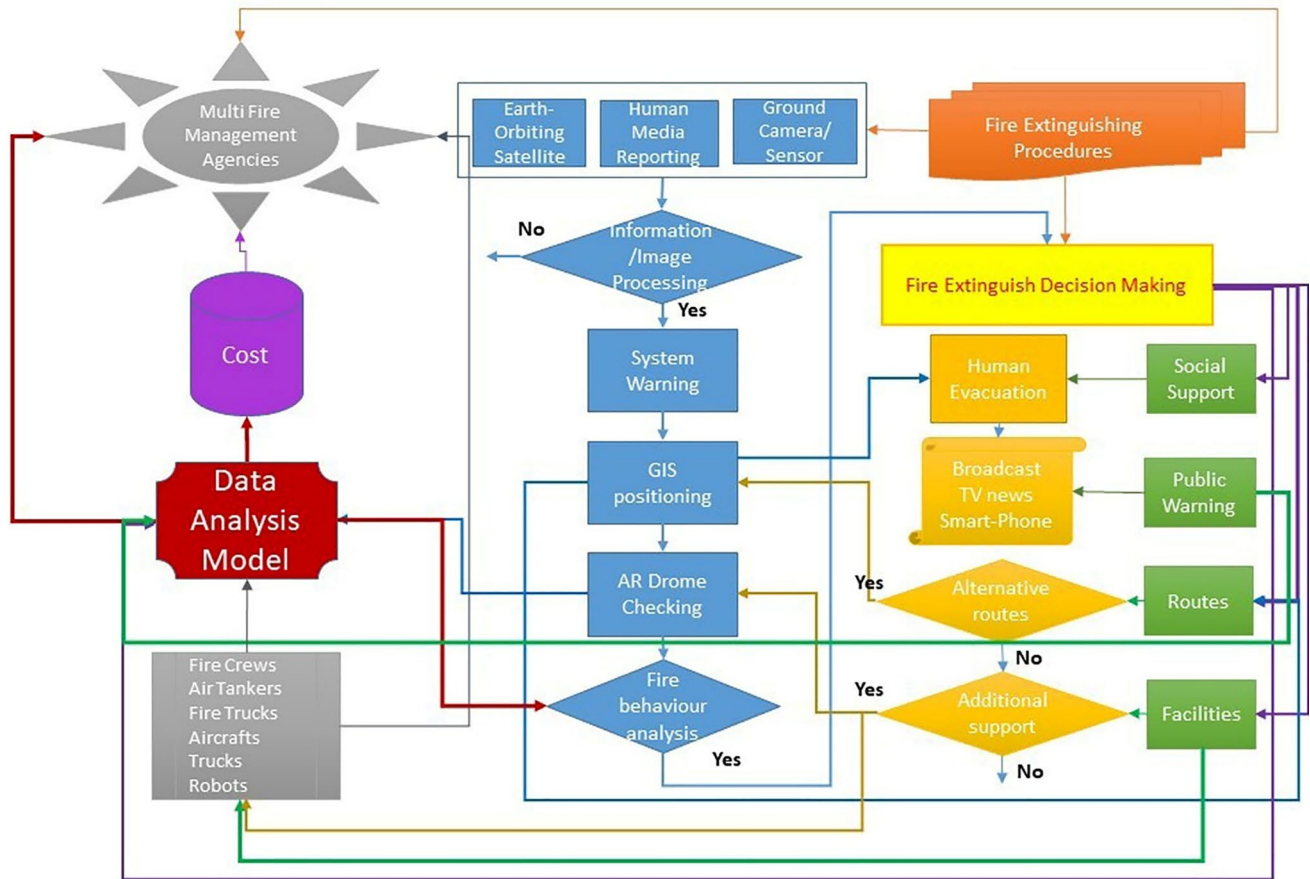 Multi Fire
Management
Agencies
Earth-
Orbiting
Satellite
Human
Media
Reporting
Ground
Camera/
Sensor
Fire Extinguishing
Procedures
No
Information
/Image
Processing
Yes
Fire Extinguish Decision Making
Cost
System
Warning
Human
Evacuation
Social
Support
GIS
positioning
Broadcast
TV news
Smart-Phone
Public
Warning
Data
Analysis
Model
AR Drome
Checking
Yes
Alternative
routes
Routes
No
Fire Crews
Air Tankers
Fire Trucks
Aircrafts
Trucks
Robots
Fire
behaviour
analysis
Yes
Yes
Additional
support
Facilities
No